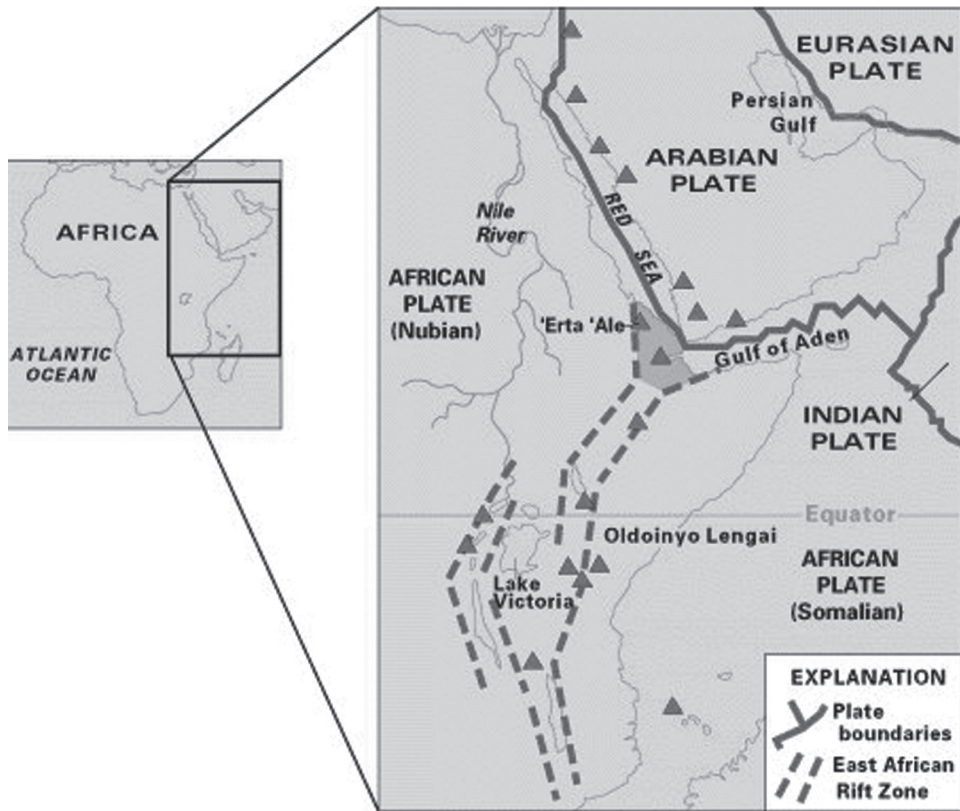 AFRICA
ATLANTIC
OCEAN
EURASIAN
PLATE
Persian
Gulf
ARABIAN
PLATE
RED
SEA
Nile
River
AFRICAN
PLATE
(Nubian)
'Erta 'Ale
Gulf of Aden
INDIAN
PLATE
Equator
Oldoinyo Lengai
Lake
Victoria
AFRICAN
PLATE
(Somalian)
EXPLANATION
Plate
boundaries
East African
Rift Zone